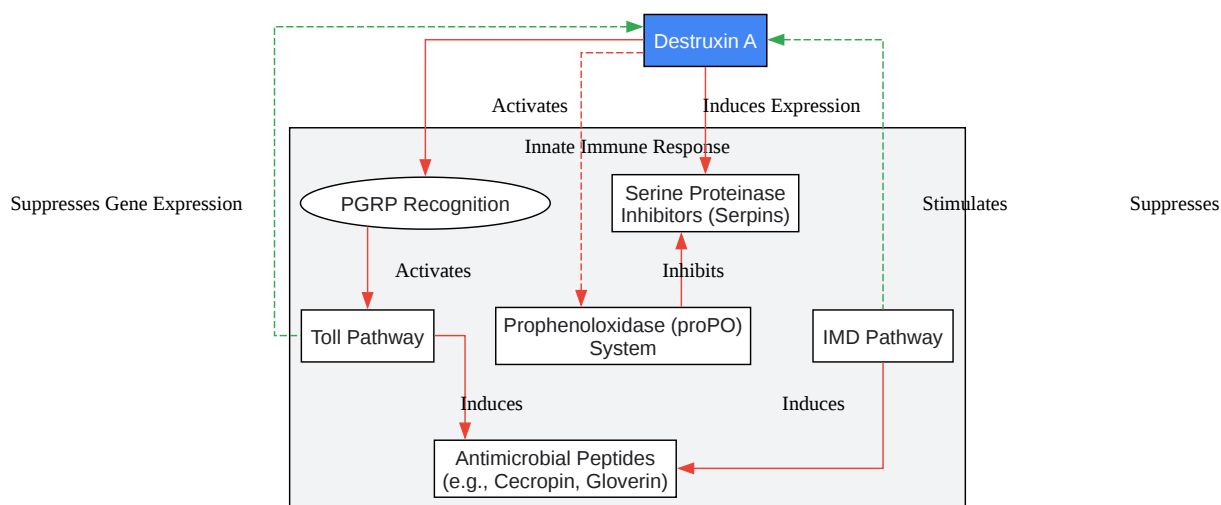 Destruxin A
Activates
Induces Expression
Innate Immune Response
Suppresses Gene Expression
PGRP Recognition
Serine Proteinase
Inhibitors (Serpins)
Stimulates
Suppresses
Activates
Inhibits
Toll Pathway
Prophenoloxidase (proPO)
System
IMD Pathway
Induces
Induces
Antimicrobial Peptides
(e.g., Cecropin, Gloverin)